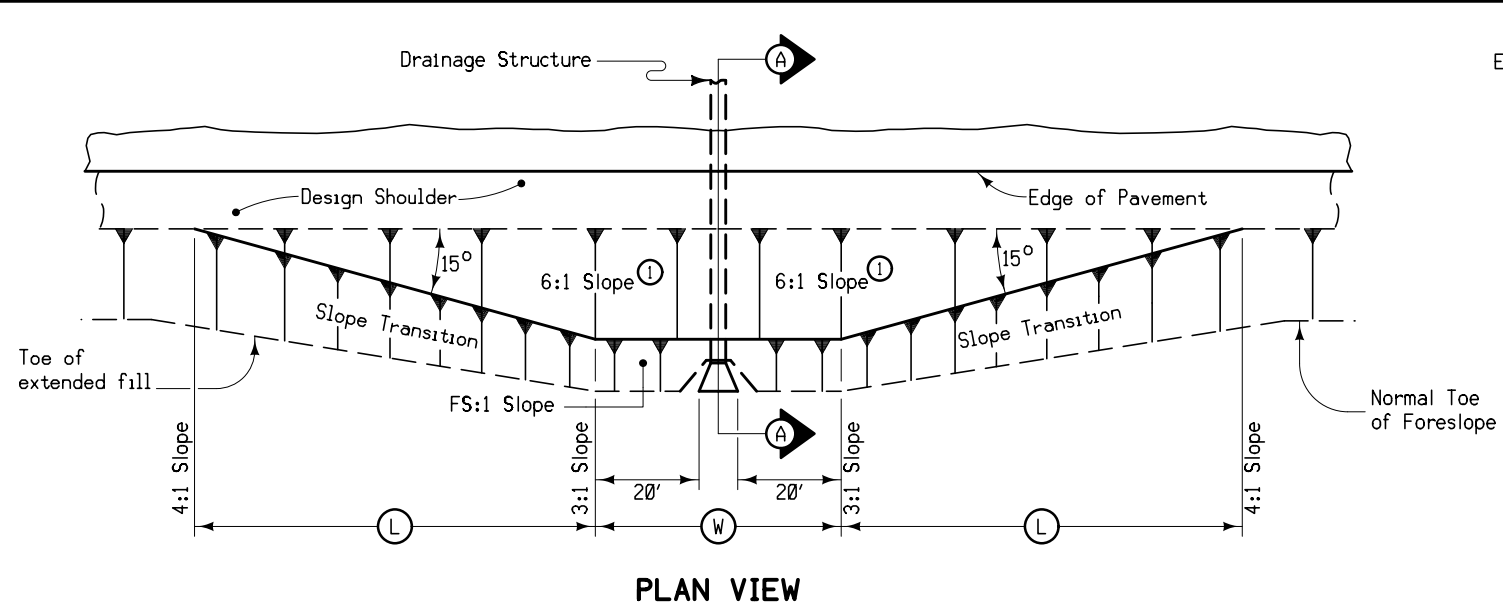 Drainage Structure
A
E
Design Shoulder
Edge of Pavement
15°
15°
6:1 Slope 1
6:1 Slope 1
Slope Transition
Slope Transition
Toe of
extended fill
FS:1 Slope
A
Normal Toe
of Foreslope
4:1 Slope
3:1 Slope
3:1 Slope
4:1 Slope
20'
20'
L
W
L
PLAN VIEW